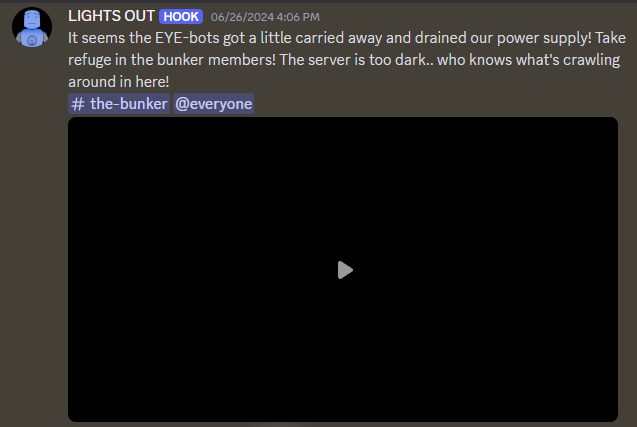 LIGHTS OUT HOOK 06/26/2024 4:06 PM
It seems the EYE-bots got a little carried away and drained our power supply! Take
refuge in the bunker members! The server is too dark.. who knows what's crawling
around in here!
# the-bunker @everyone